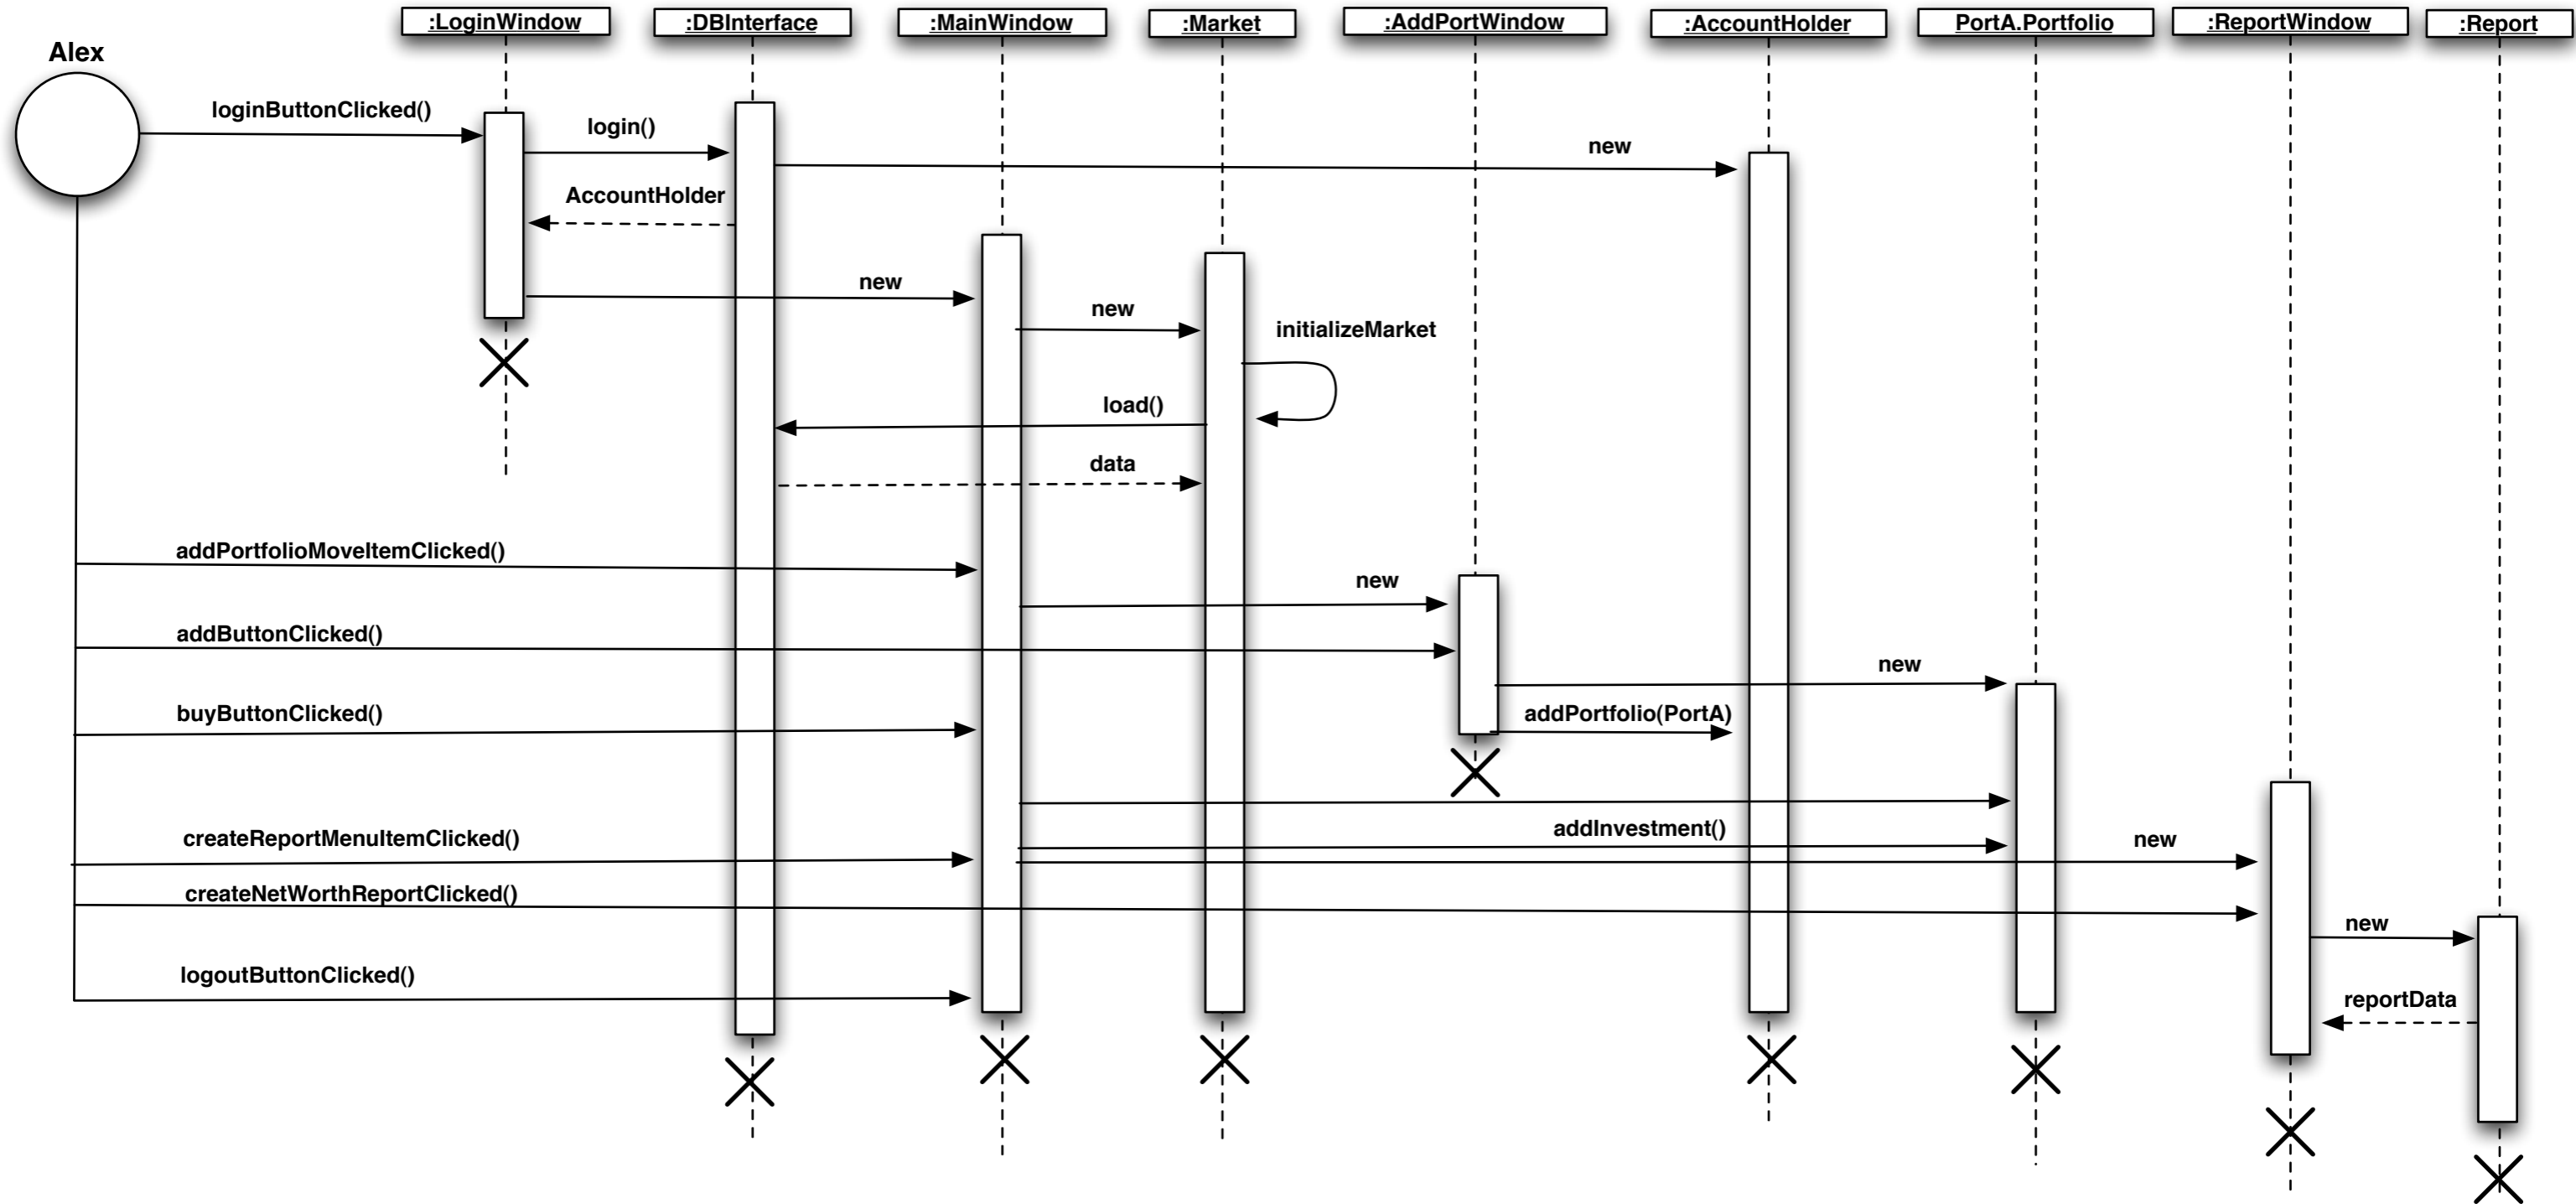 :LoginWindow
:DBInterface
:MainWindow
:Market
:AddPortWindow
:AccountHolder
PortA.Portfolio
:ReportWindow
:Report
Alex
loginButtonClicked()
login()
new
AccountHolder
new
new
initializeMarket
load()
data
addPortfolioMoveItemClicked()
new
addButtonClicked()
new
buyButtonClicked()
addPortfolio(PortA)
createReportMenuItemClicked()
addInvestment()
new
createNetWorthReportClicked()
new
logoutButtonClicked()
reportData